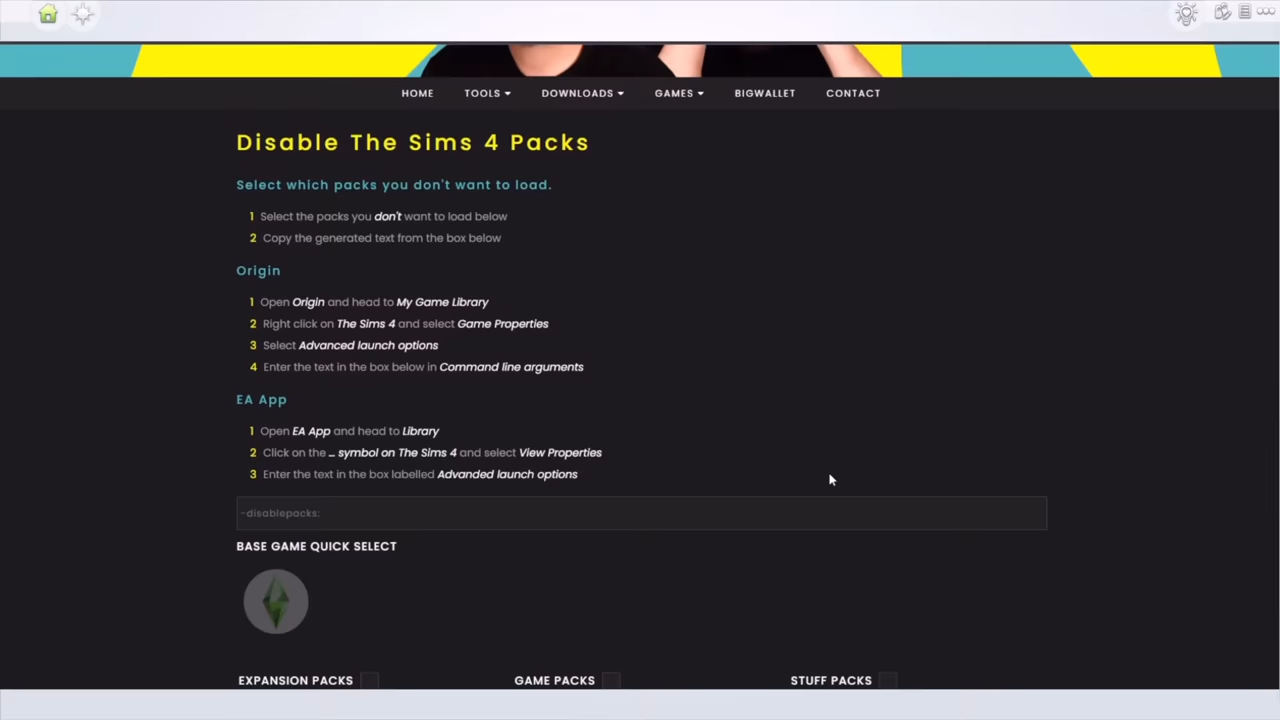 HOME TOOLS DOWNLOADS GAMES BIGWALLET CONTACT
Disable The Sims 4 Packs
Select which packs you don't want to load.
1 Select the packs you don't want to load below
2 Copy the generated text from the box below
Origin
1 Open Origin and head to My Game Library
2 Right click on The Sims 4 and select Game Properties
3 Select Advanced launch options
4 Enter the text in the box below in Command line arguments
EA App
1 Open EA App and head to Library
2 Click on the ... symbol on The Sims 4 and select View Properties
3 Enter the text in the box labelled Advanded launch options
-disablepacks:
BASE GAME QUICK SELECT
EXPANSION PACKS GAME PACKS STUFF PACKS